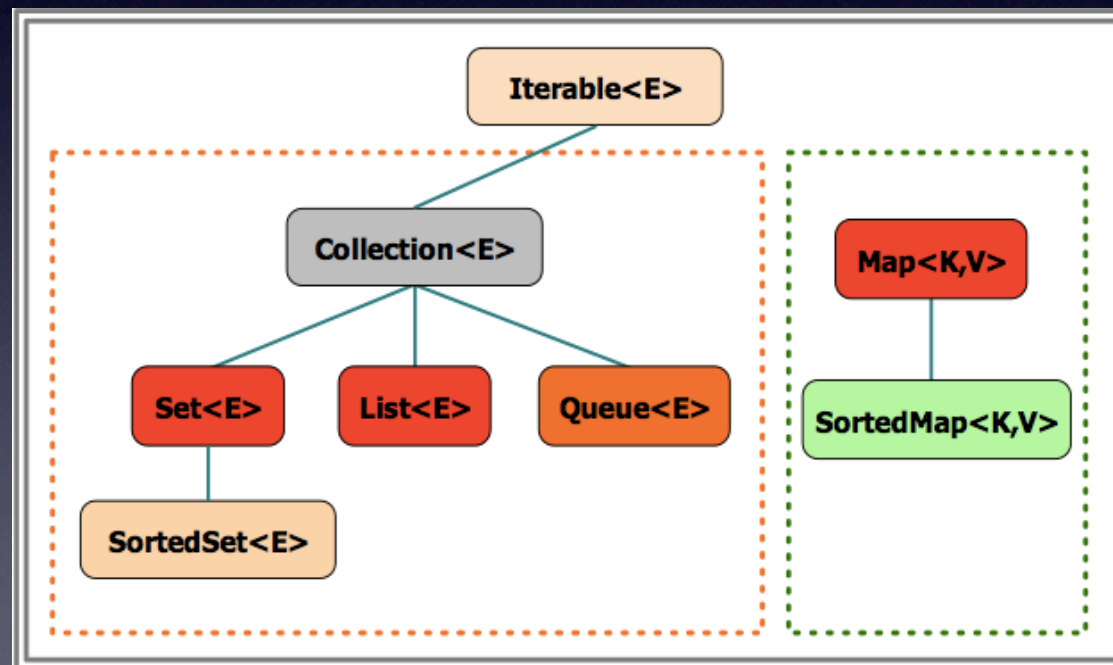 Iterable<E>
Collection<E>
Map<K,V>
Set<E>
List<E>
Queue<E>
SortedMap<K,V>
SortedSet<E>